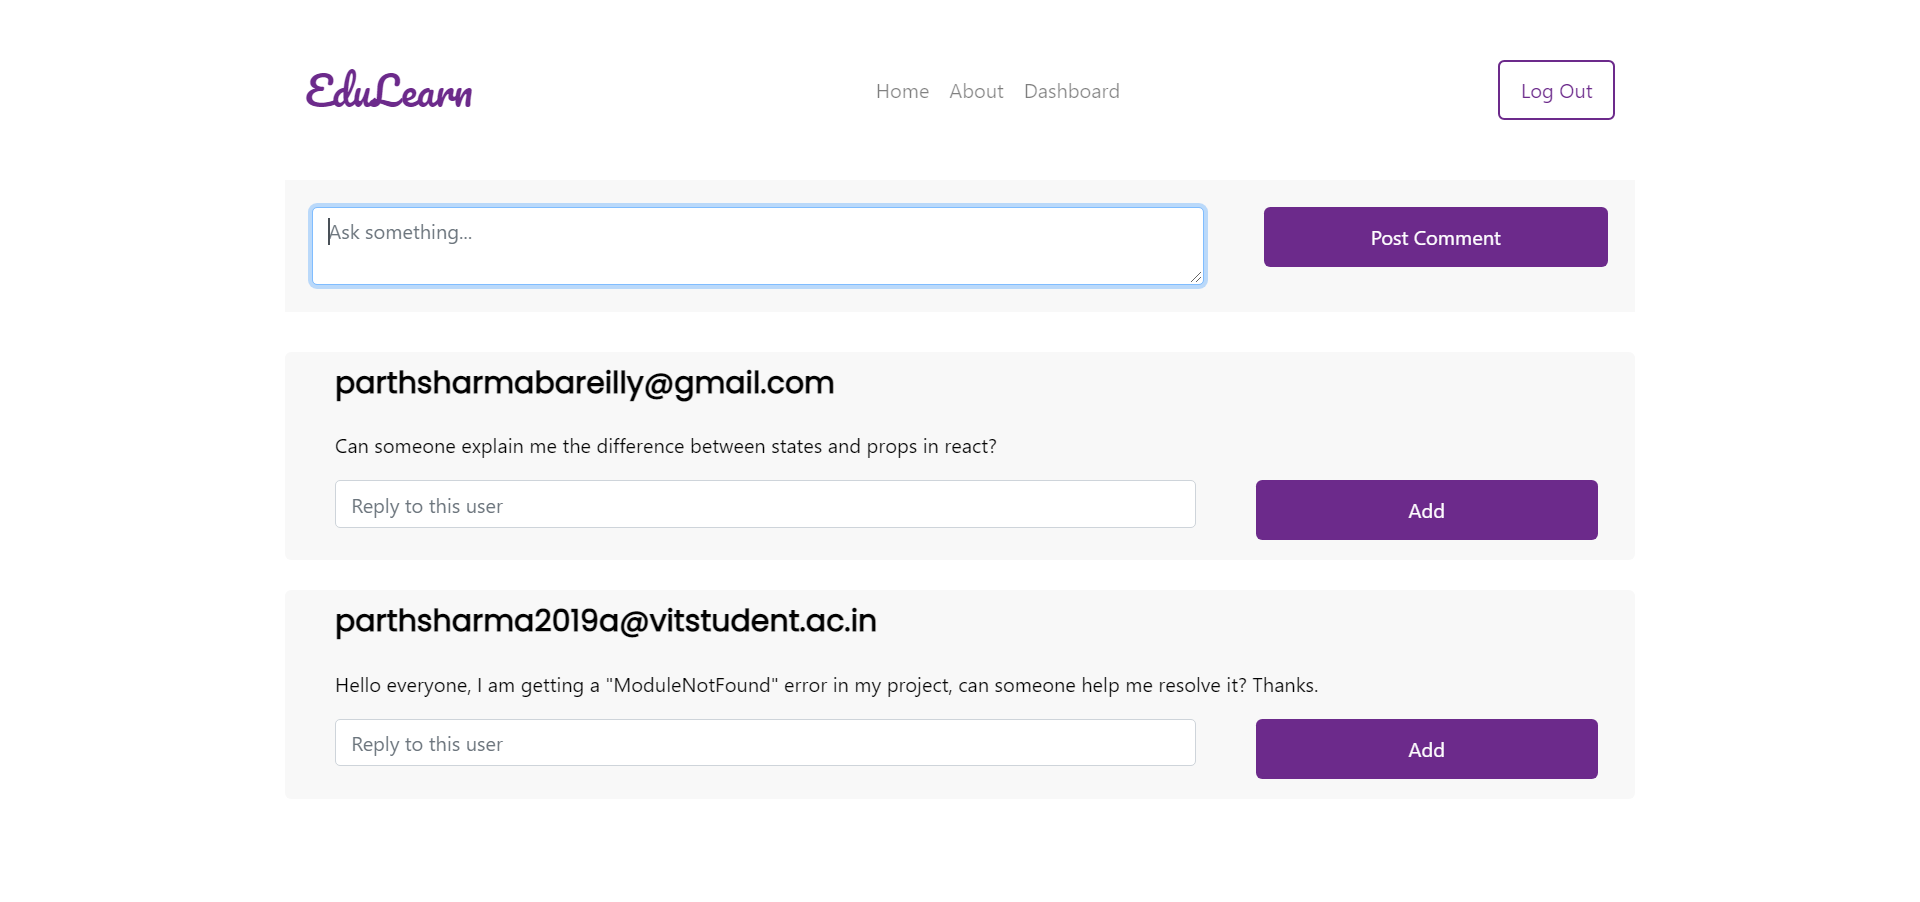 EduLearn
Home About Dashboard
Log Out
Ask something...
Post Comment
parthsharmabareilly@gmail.com
Can someone explain me the difference between states and props in react?
Reply to this user
Add
parthsharma2019a@vitstudent.ac.in
Hello everyone, I am getting a "ModuleNotFound" error in my project, can someone help me resolve it? Thanks.
Reply to this user
Add